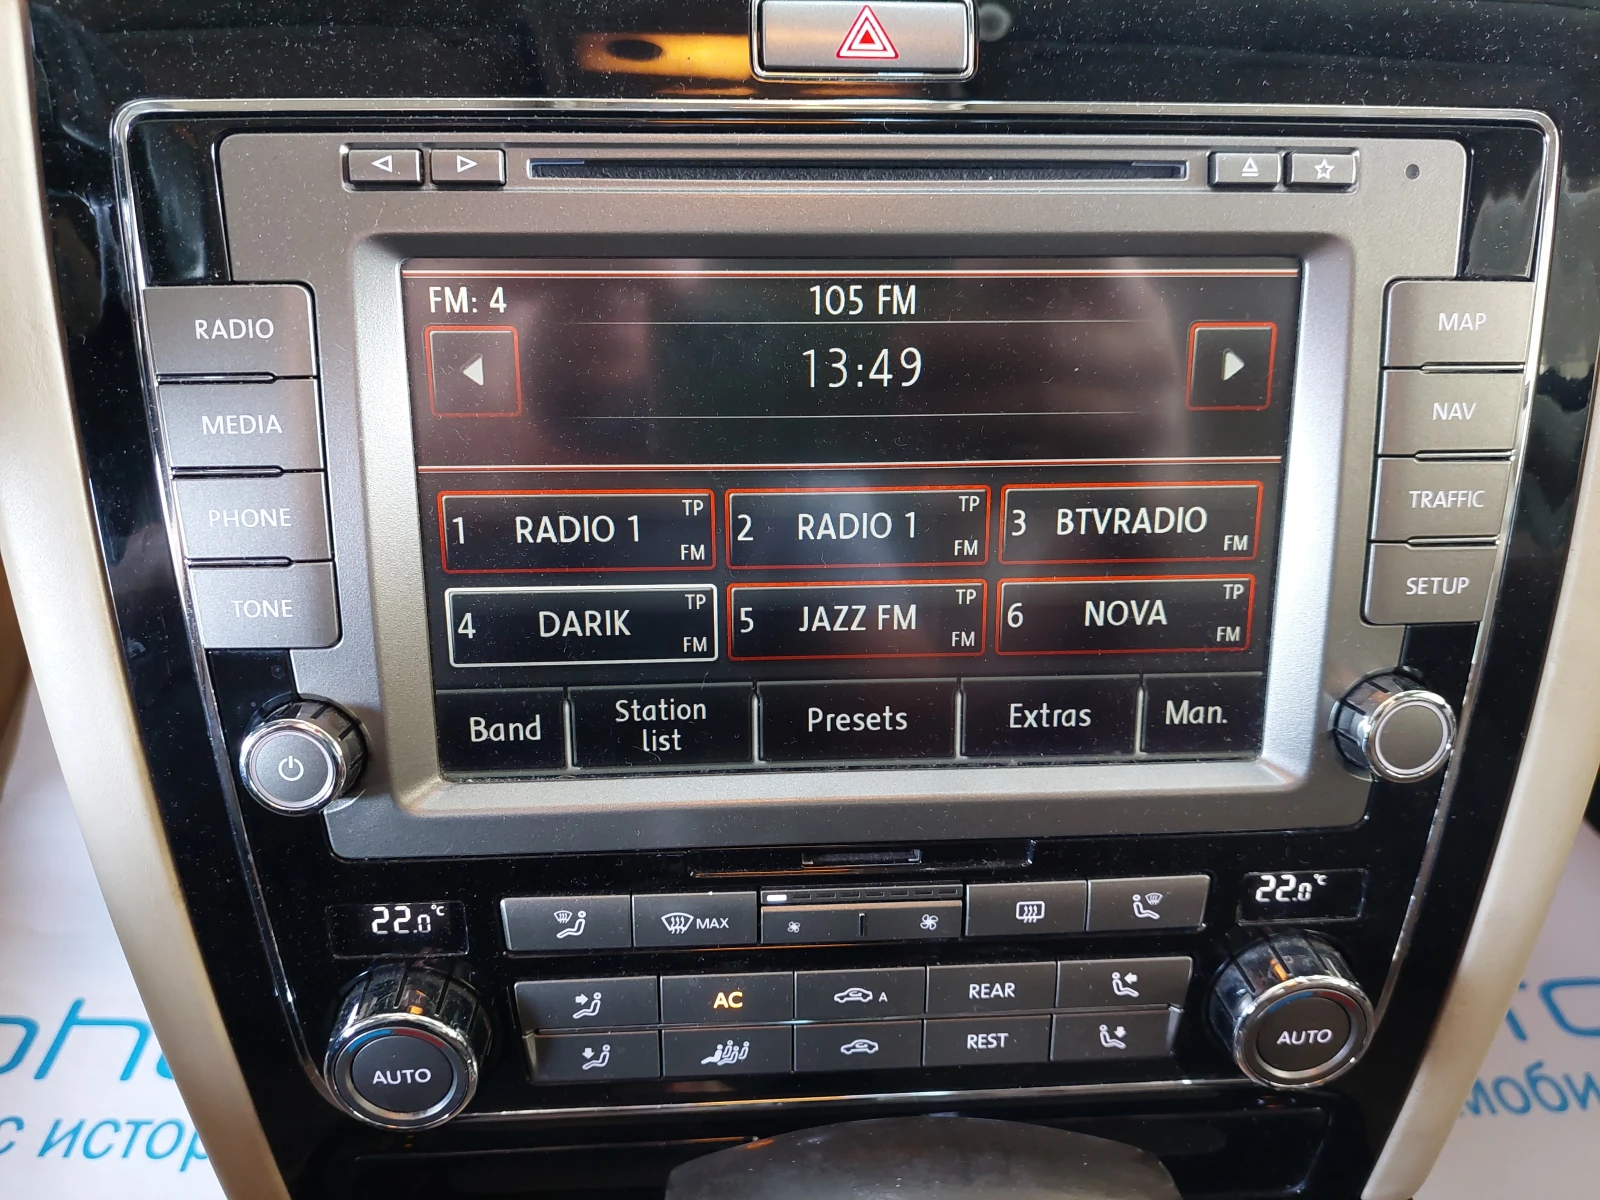 FM: 4
105 FM
13:49
RADIO
MEDIA
PHONE
TONE
MAP
NAV
TRAFFIC
SETUP
1 RADIO 1 TP FM
2 RADIO 1 TP FM
3 BTVRADIO FM
4 DARIK TP FM
5 JAZZ FM TP FM
6 NOVA TP FM
Band
Station
list
Presets
Extras
Man.
22.0°C
MAX
22.0°C
AC
A
REAR
REST
AUTO
AUTO
с истор
моби